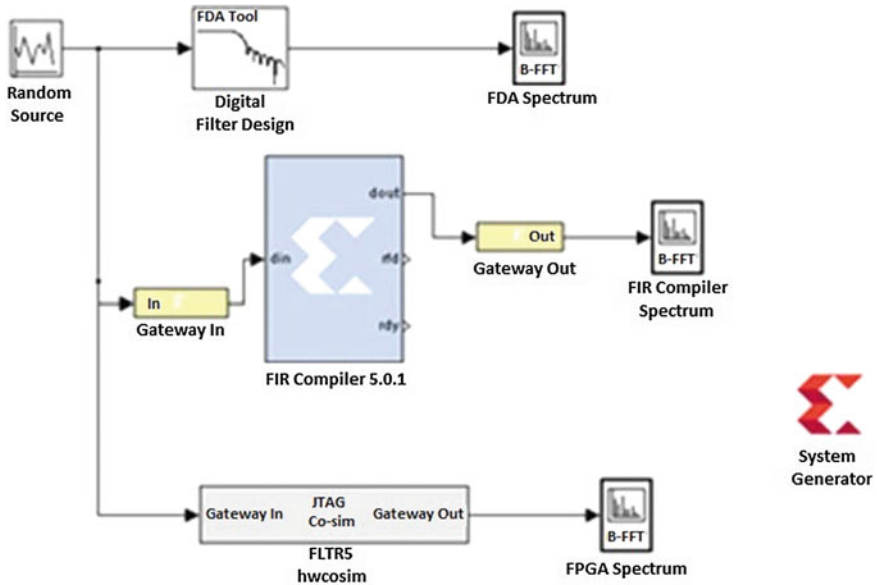 FDA Tool
Random
Source
Digital
Filter Design
B-FFT
FDA Spectrum
dout
din
rfd
rdy
FIR Compiler 5.0.1
In
Gateway In
Out
Gateway Out
B-FFT
FIR Compiler
Spectrum
System
Generator
Gateway In
JTAG
Co-sim
Gateway Out
FLTR5
hwcosim
B-FFT
FPGA Spectrum